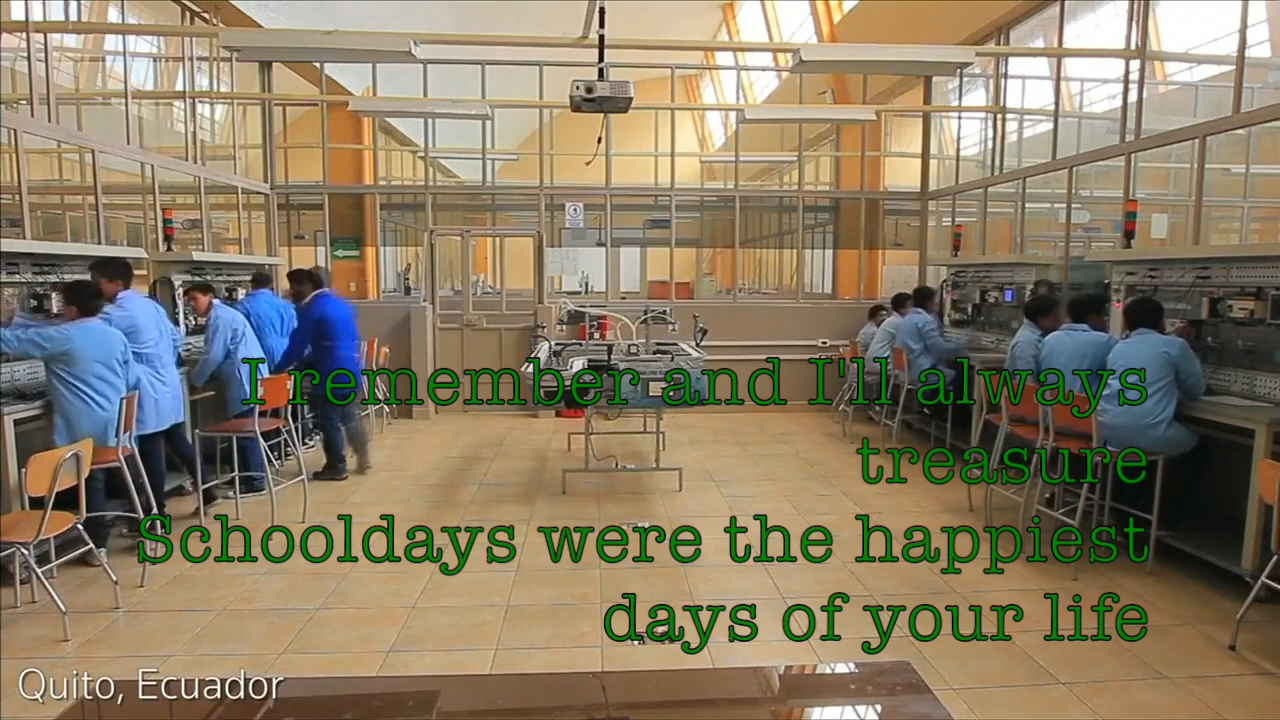 I remember and I'll always
treasure
Schooldays were the happiest
days of your life
Quito, Ecuador